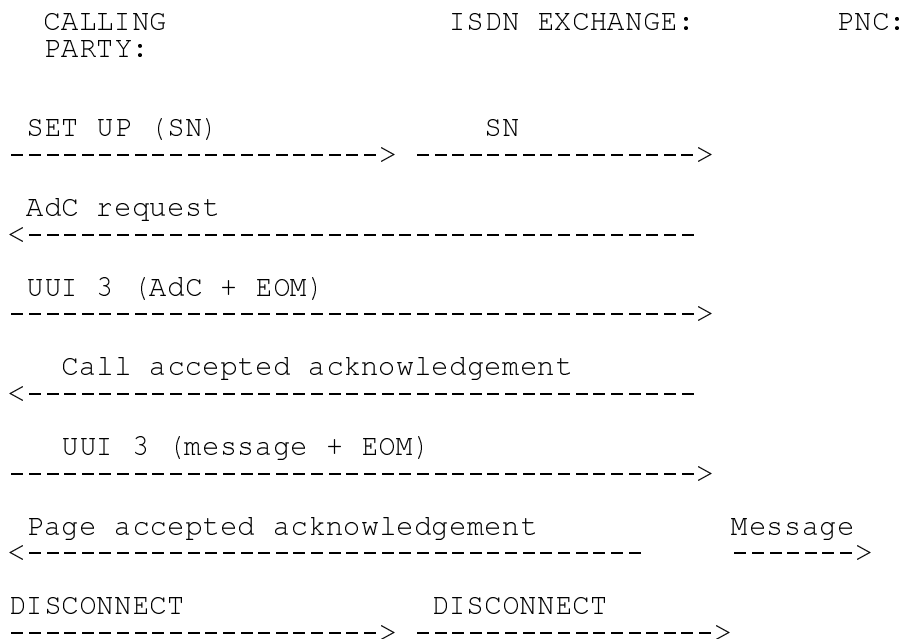 CALLING ISDN EXCHANGE: PNC:
PARTY:
SET UP (SN) SN
--------------------> --------------->
AdC request
<-------------------------------------
UUI 3 (AdC + EOM)
-------------------------------------->
Call accepted acknowledgement
<-------------------------------------
UUI 3 (message + EOM)
-------------------------------------->
Page accepted acknowledgement Message
<---------------------------------- ------->
DISCONNECT DISCONNECT
--------------------> ---------------->